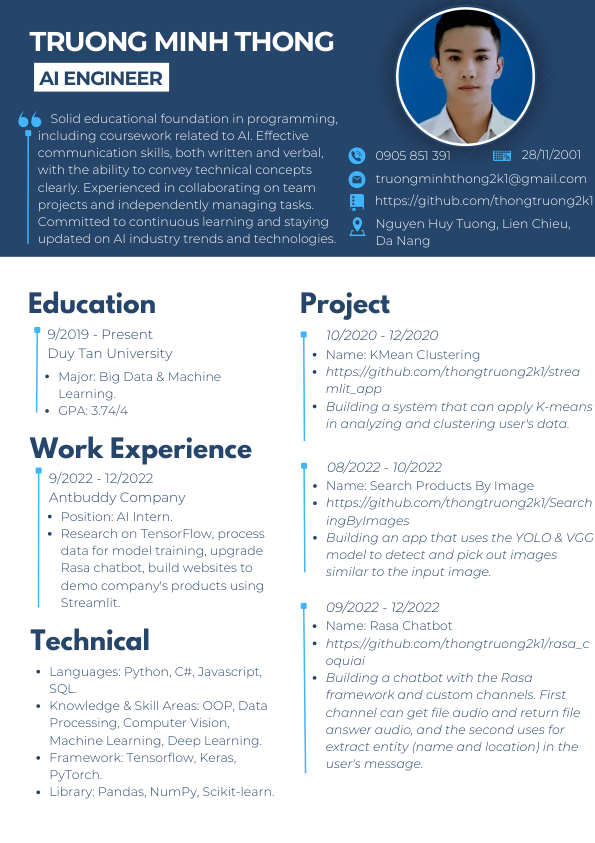 TRUONG MINH THONG
AI ENGINEER
Solid educational foundation in programming,
including coursework related to AI. Effective
communication skills, both written and verbal,
with the ability to convey technical concepts
clearly. Experienced in collaborating on team
projects and independently managing tasks.
Committed to continuous learning and staying
updated on AI industry trends and technologies.
0905 851 391
28/11/2001
truongminhthong2k1@gmail.com
https://github.com/thongtruong2k1
Nguyen Huy Tuong, Lien Chieu,
Da Nang
Education
9/2019 - Present
Duy Tan University
• Major: Big Data & Machine
Learning.
• GPA: 3.74/4
Work Experience
9/2022 - 12/2022
Antbuddy Company
• Position: AI Intern.
• Research on TensorFlow, process
data for model training, upgrade
Rasa chatbot, build websites to
demo company's products using
Streamlit.
Technical
• Languages: Python, C#, Javascript,
SQL.
• Knowledge & Skill Areas: OOP, Data
Processing, Computer Vision,
Machine Learning, Deep Learning.
• Framework: Tensorflow, Keras,
PyTorch.
• Library: Pandas, NumPy, Scikit-learn.
Project
10/2020 - 12/2020
• Name: KMean Clustering
• https://github.com/thongtruong2k1/strea
mlit_app
• Building a system that can apply K-means
in analyzing and clustering user's data.
08/2022 - 10/2022
• Name: Search Products By Image
• https://github.com/thongtruong2k1/Search
ingByImages
• Building an app that uses the YOLO & VGG
model to detect and pick out images
similar to the input image.
09/2022 - 12/2022
• Name: Rasa Chatbot
• https://github.com/thongtruong2k1/rasa_c
oquiai
• Building a chatbot with the Rasa
framework and custom channels. First
channel can get file audio and return file
answer audio, and the second uses for
extract entity (name and location) in the
user's message.